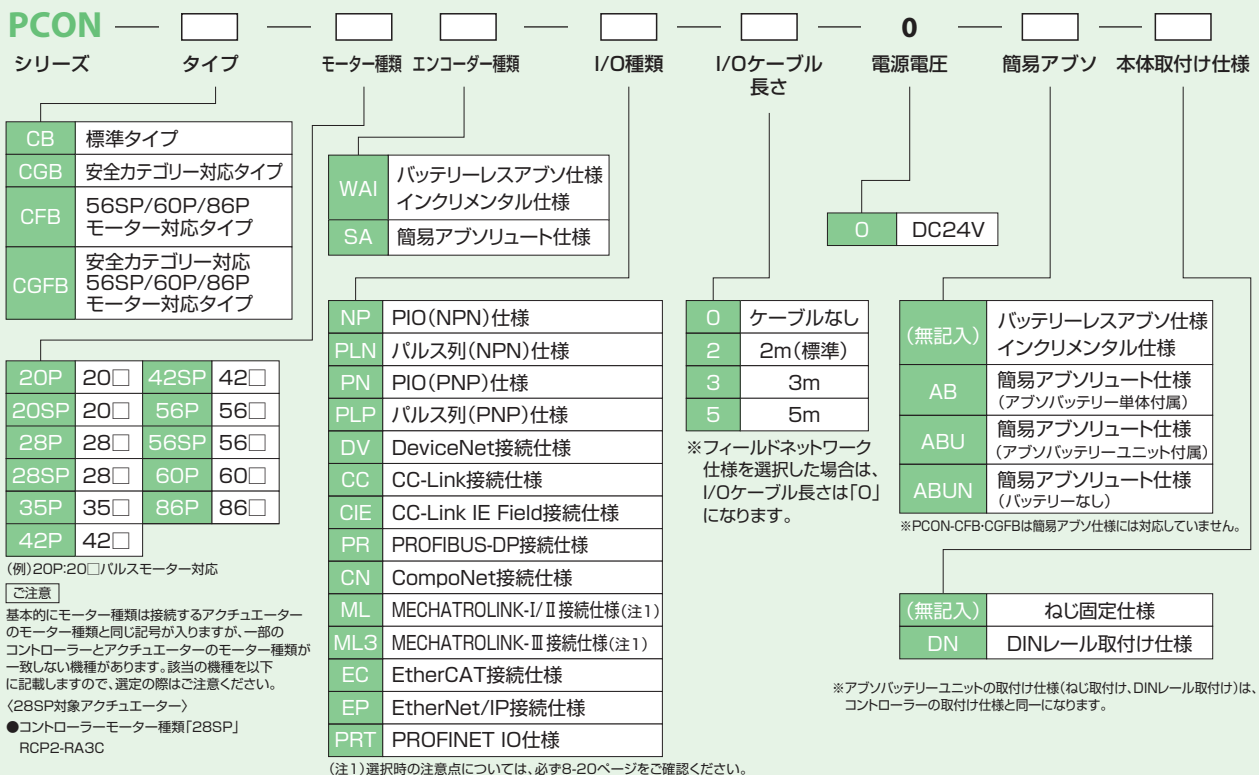 PCON — □ — □ □ — □ — □ — 0 — □ — □
シリーズ タイプ モーター種類 エンコーダー種類 I/O種類 I/Oケーブル長さ 電源電圧 簡易アブソ 本体取付け仕様
CB 標準タイプ
CGB 安全カテゴリー対応タイプ
CFB 56SP/60P/86P
モーター対応タイプ
CGFB 安全カテゴリー対応
56SP/60P/86P
モーター対応タイプ
20P 20□ 42SP 42□
20SP 20□ 56P 56□
28P 28□ 56SP 56□
28SP 28□ 60P 60□
35P 35□ 86P 86□
42P 42□
(例)20P:20□パルスモーター対応
ご注意
基本的にモーター種類は接続するアクチュエーター
のモーター種類と同じ記号が入りますが、一部の
コントローラーとアクチュエーターのモーター種類が
一致しない機種があります。該当の機種を以下
に記載しますので、選定の際はご注意ください。
〈28SP対象アクチュエーター〉
●コントローラーモーター種類「28SP」
RCP2-RA3C
WAI バッテリーレスアブソ仕様
インクリメンタル仕様
SA 簡易アブソリュート仕様
NP PIO(NPN)仕様
PLN パルス列(NPN)仕様
PN PIO(PNP)仕様
PLP パルス列(PNP)仕様
DV DeviceNet接続仕様
CC CC-Link接続仕様
CIE CC-Link IE Field接続仕様
PR PROFIBUS-DP接続仕様
CN CompoNet接続仕様
ML MECHATROLINK-Ⅰ/Ⅱ接続仕様(注1)
ML3 MECHATROLINK-Ⅲ接続仕様(注1)
EC EtherCAT接続仕様
EP EtherNet/IP接続仕様
PRT PROFINET IO仕様
(注1)選択時の注意点については、必ず8-20ページをご確認ください。
0 ケーブルなし
2 2m(標準)
3 3m
5 5m
※フィールドネットワーク
仕様を選択した場合は、
I/Oケーブル長さは「0」
になります。
0 DC24V
(無記入) バッテリーレスアブソ仕様
インクリメンタル仕様
AB 簡易アブソリュート仕様
(アブソバッテリー単体付属)
ABU 簡易アブソリュート仕様
(アブソバッテリーユニット付属)
ABUN 簡易アブソリュート仕様
(バッテリーなし)
※PCON-CFB・CGFBは簡易アブソ仕様には対応していません。
(無記入) ねじ固定仕様
DN DINレール取付け仕様
※アブソバッテリーユニットの取付け仕様(ねじ取付け、DINレール取付け)は、
コントローラーの取付け仕様と同一になります。